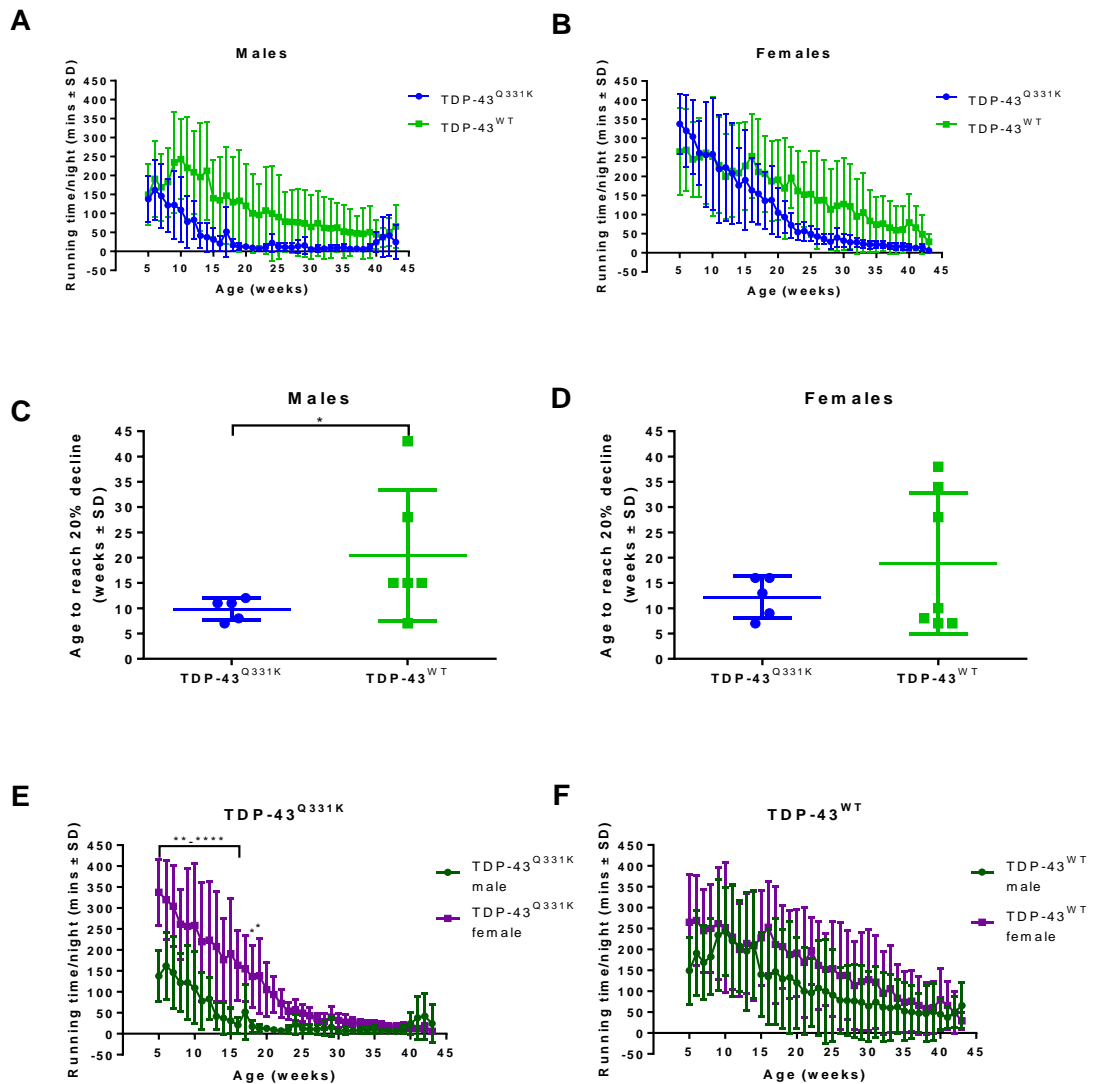 A
Males
Running time/night (mins ± SD)
450
400
350
300
250
200
150
100
50
0
-50
5 10 15 20 25 30 35 40 45
Age (weeks)
TDP-43Q331K
TDP-43WT
B
Females
Running time/night (mins ± SD)
450
400
350
300
250
200
150
100
50
0
-50
5 10 15 20 25 30 35 40 45
Age (weeks)
TDP-43Q331K
TDP-43WT
C
Males
Age to reach 20% decline
(weeks ± SD)
45
40
35
30
25
20
15
10
5
0
*
TDP-43Q331K TDP-43WT
D
Females
Age to reach 20% decline
(weeks ± SD)
45
40
35
30
25
20
15
10
5
0
TDP-43Q331K TDP-43WT
E
TDP-43Q331K
Running time/night (mins ± SD)
450
400
350
300
250
200
150
100
50
0
-50
**-****
**
5 10 15 20 25 30 35 40 45
Age (weeks)
TDP-43Q331K
male
TDP-43Q331K
female
F
TDP-43WT
Running time/night (mins ± SD)
450
400
350
300
250
200
150
100
50
0
-50
5 10 15 20 25 30 35 40 45
Age (weeks)
TDP-43WT
male
TDP-43WT
female